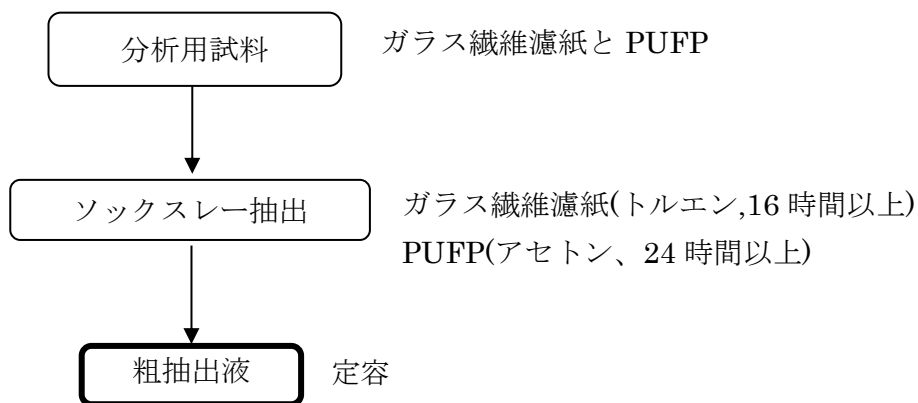 分析用試料
ガラス繊維濾紙と PUFP
ソックスレー抽出
ガラス繊維濾紙(トルエン,16 時間以上)
PUFP(アセトン、24 時間以上)
粗抽出液
定容